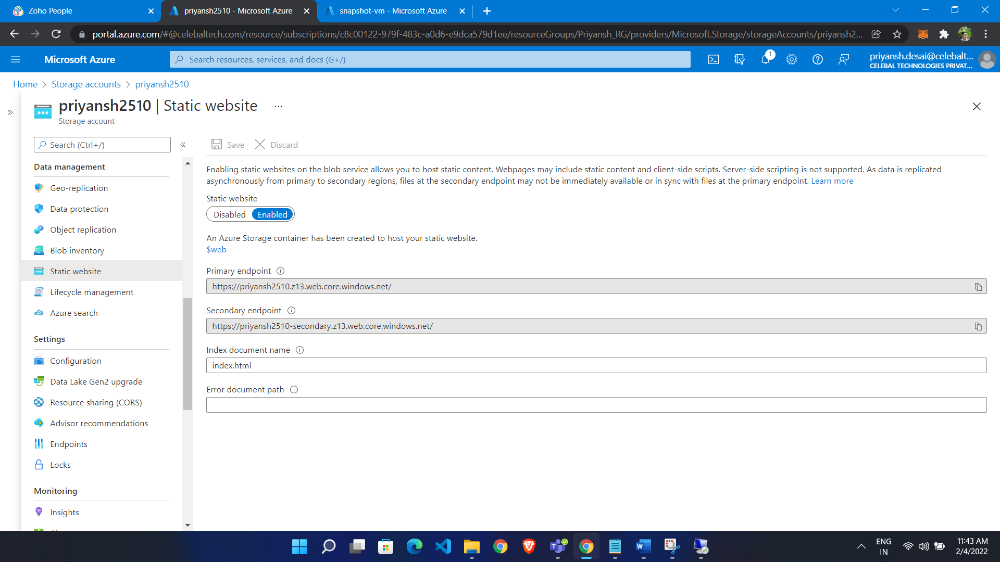 Zoho People
priyansh2510 - Microsoft Azure
snapshot-vm - Microsoft Azure
portal.azure.com/#@celebaltech.com/resource/subscriptions/c8c00122-979f-483c-a0d6-e9dca579d1ee/resourceGroups/Priyansh_RG/providers/Microsoft.Storage/storageAccounts/priyansh2...
Microsoft Azure
Search resources, services, and docs (G+/)
1
priyansh.desai@celebalt...
CELEBAL TECHNOLOGIES PRIVAT...
Home > Storage accounts > priyansh2510
priyansh2510 | Static website ...
Storage account
Search (Ctrl+/)
Save
Discard
Data management
Geo-replication
Data protection
Object replication
Blob inventory
Static website
Lifecycle management
Azure search
Settings
Configuration
Data Lake Gen2 upgrade
Resource sharing (CORS)
Advisor recommendations
Endpoints
Locks
Monitoring
Insights
Enabling static websites on the blob service allows you to host static content. Webpages may include static content and client-side scripts. Server-side scripting is not supported. As data is replicated
asynchronously from primary to secondary regions, files at the secondary endpoint may not be immediately available or in sync with files at the primary endpoint. Learn more
Static website
Disabled Enabled
An Azure Storage container has been created to host your static website.
$web
Primary endpoint
https://priyansh2510.z13.web.core.windows.net/
Secondary endpoint
https://priyansh2510-secondary.z13.web.core.windows.net/
Index document name
index.html
Error document path
ENG
IN
11:43 AM
2/4/2022